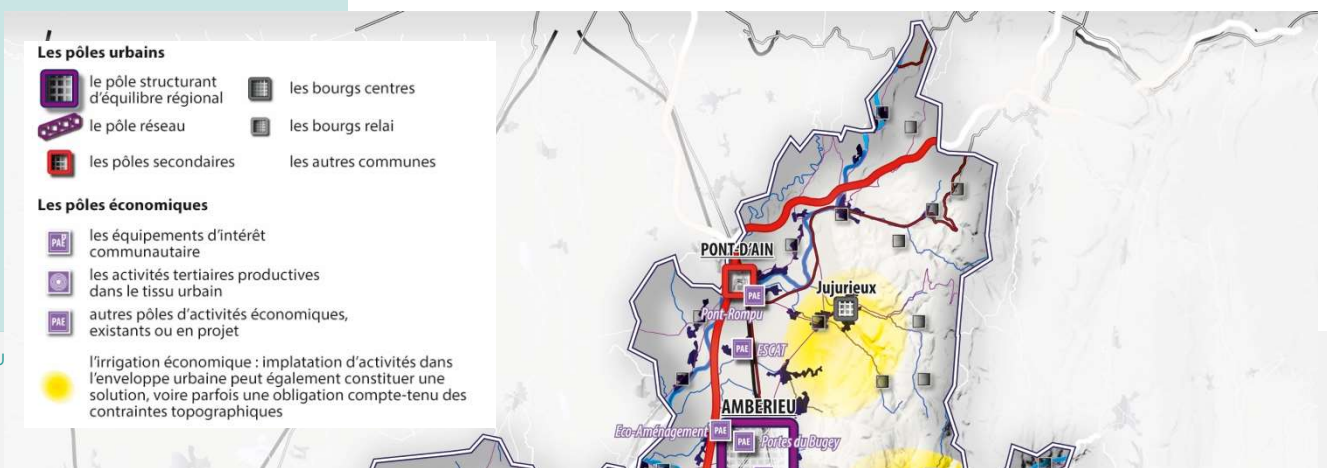 Les pôles urbains
le pôle structurant
d'équilibre régional
les bourgs centres
le pôle réseau
les bourgs relai
les pôles secondaires
les autres communes
Les pôles économiques
PAE
les équipements d'intérêt
communautaire
les activités tertiaires productives
dans le tissu urbain
PAE
autres pôles d'activités économiques,
existants ou en projet
l'irrigation économique : implatation d'activités dans
l'enveloppe urbaine peut également constituer une
solution, voire parfois une obligation compte-tenu des
contraintes topographiques
PONT-D'AIN
Jujurieux
PAE
Pont-Rompu
PAE ESCAT
AMBERIEU
Eco-Aménagement PAE
PAE Portes du Bugey